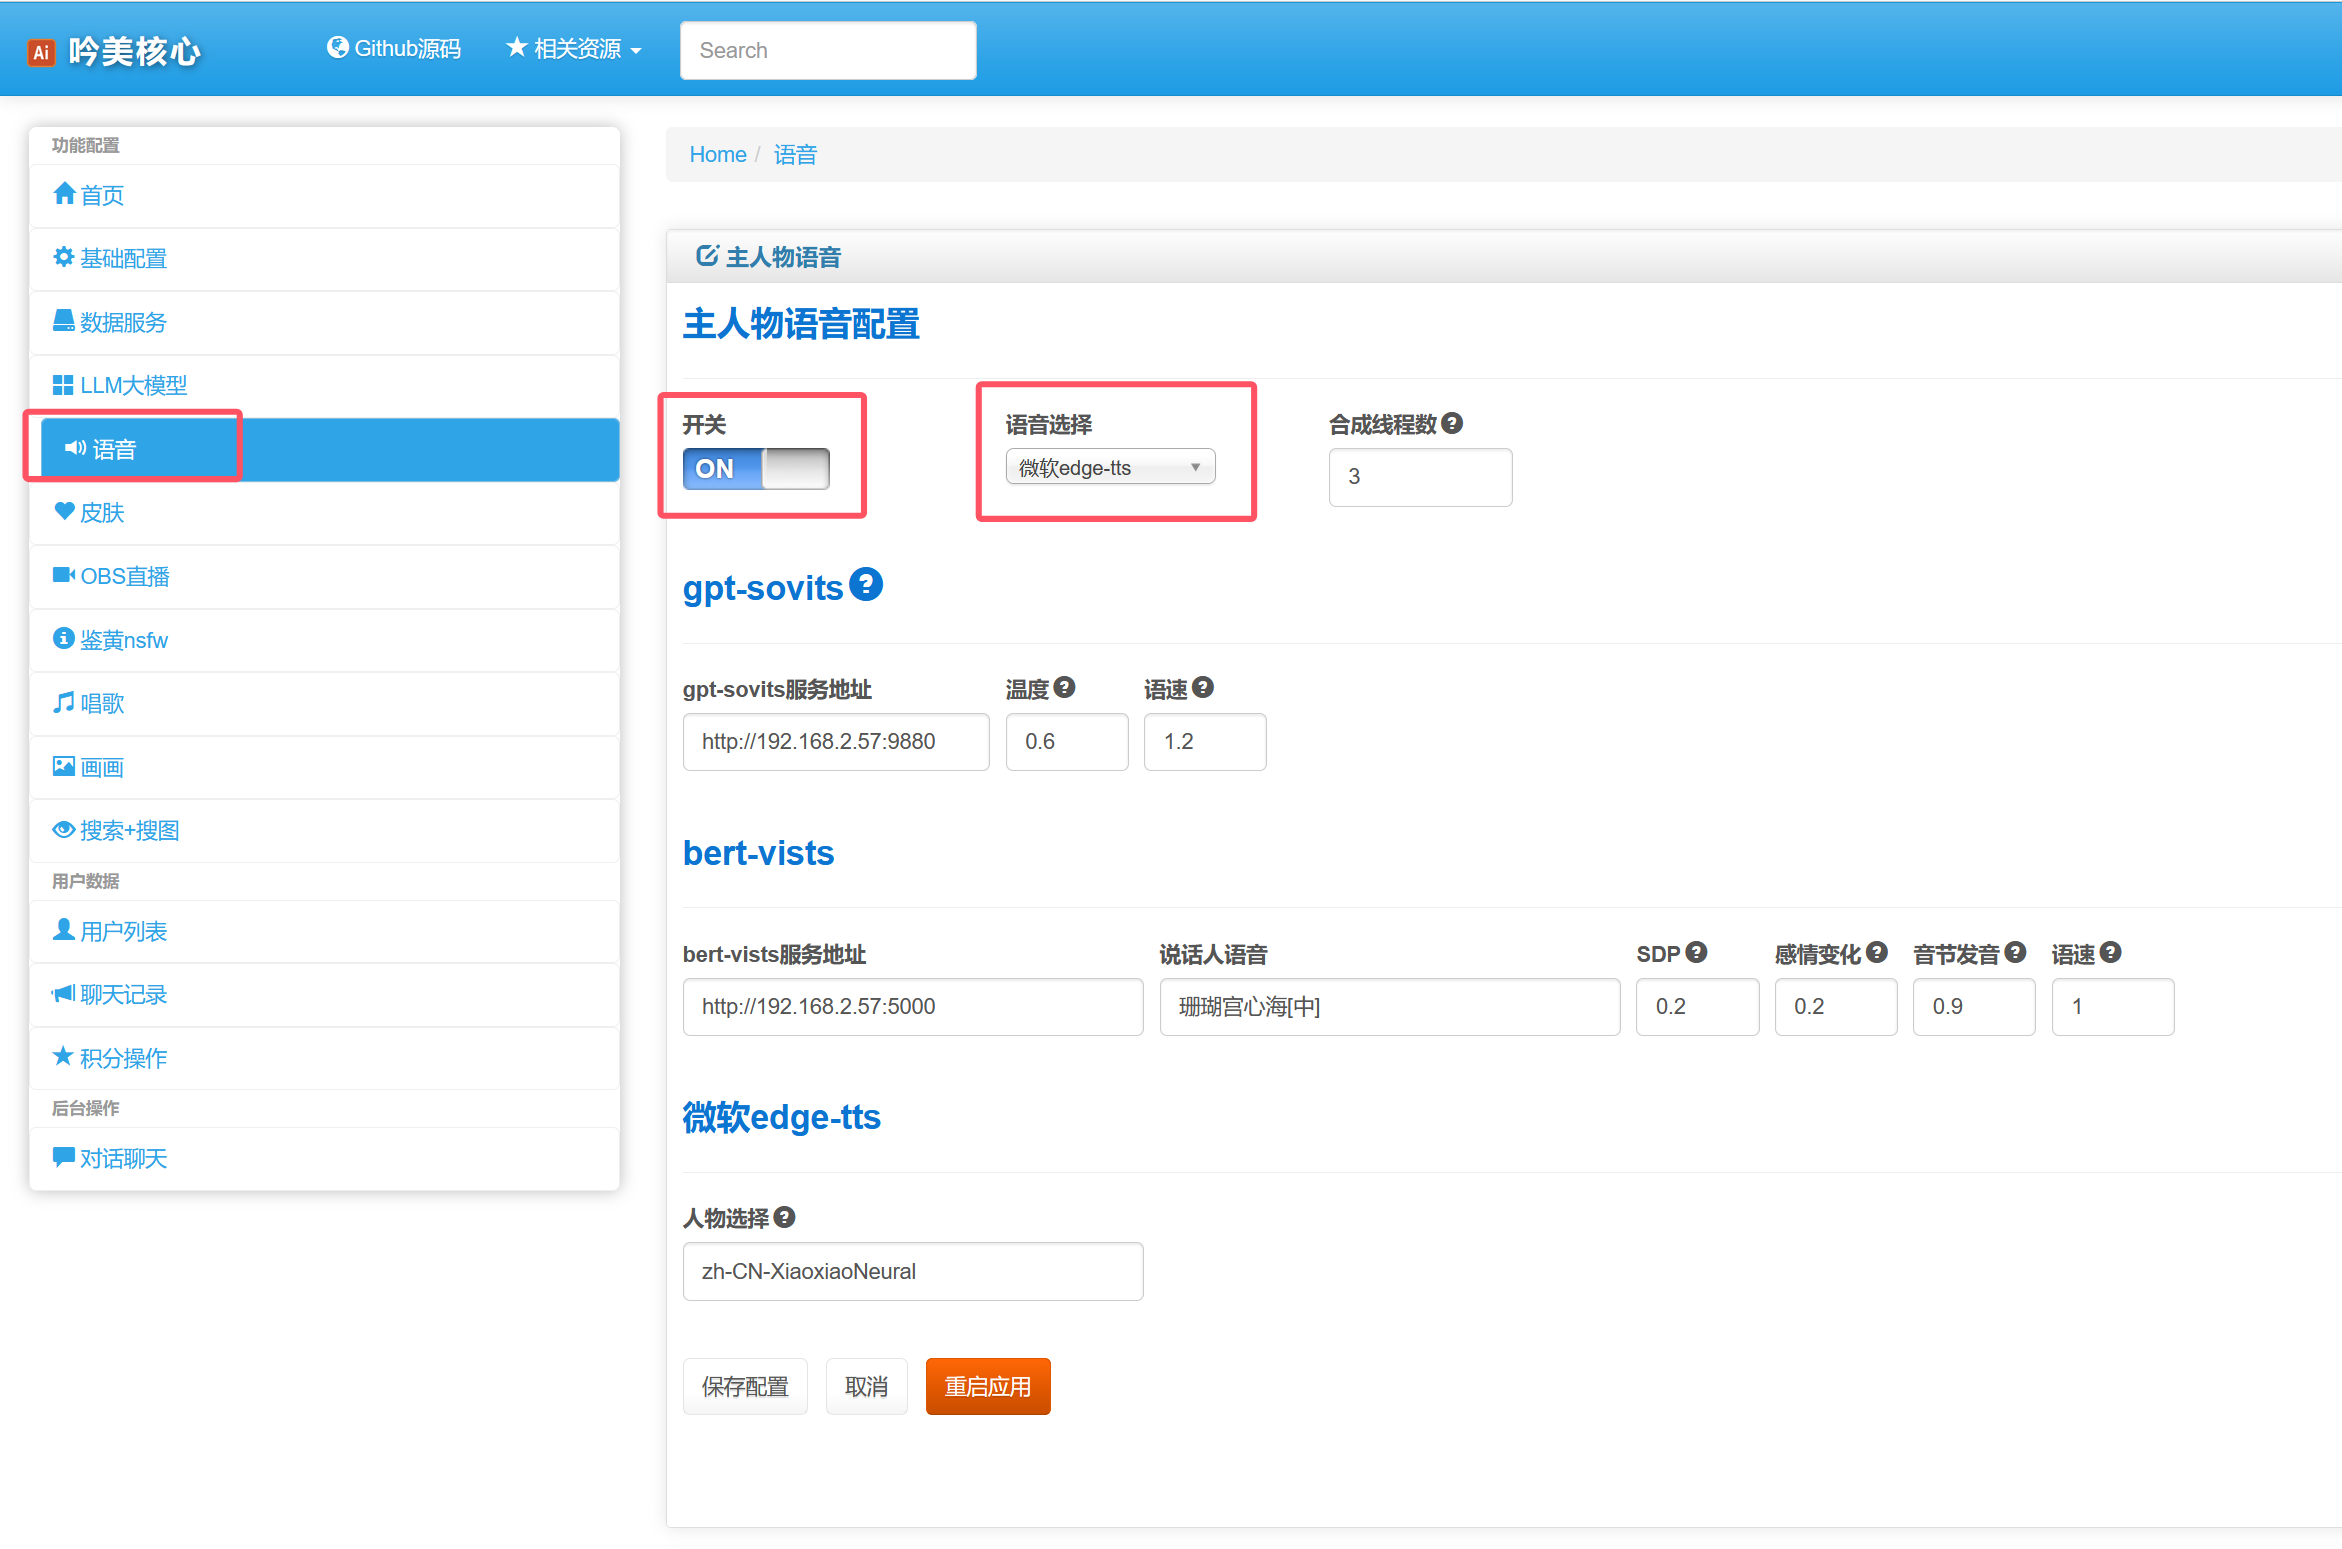 Ai 吟美核心 Github源码 相关资源 Search
功能配置
首页
基础配置
数据服务
LLM大模型
语音
皮肤
OBS直播
鉴黄nsfw
唱歌
画画
搜索+搜图
用户数据
用户列表
聊天记录
积分操作
后台操作
对话聊天
Home / 语音
主人物语音
主人物语音配置
开关 语音选择 合成线程数
ON 微软edge-tts 3
gpt-sovits
gpt-sovits服务地址 温度 语速
http://192.168.2.57:9880 0.6 1.2
bert-vists
bert-vists服务地址 说话人语音 SDP 感情变化 音节发音 语速
http://192.168.2.57:5000 珊瑚宫心海[中] 0.2 0.2 0.9 1
微软edge-tts
人物选择
zh-CN-XiaoxiaoNeural
保存配置 取消 重启应用